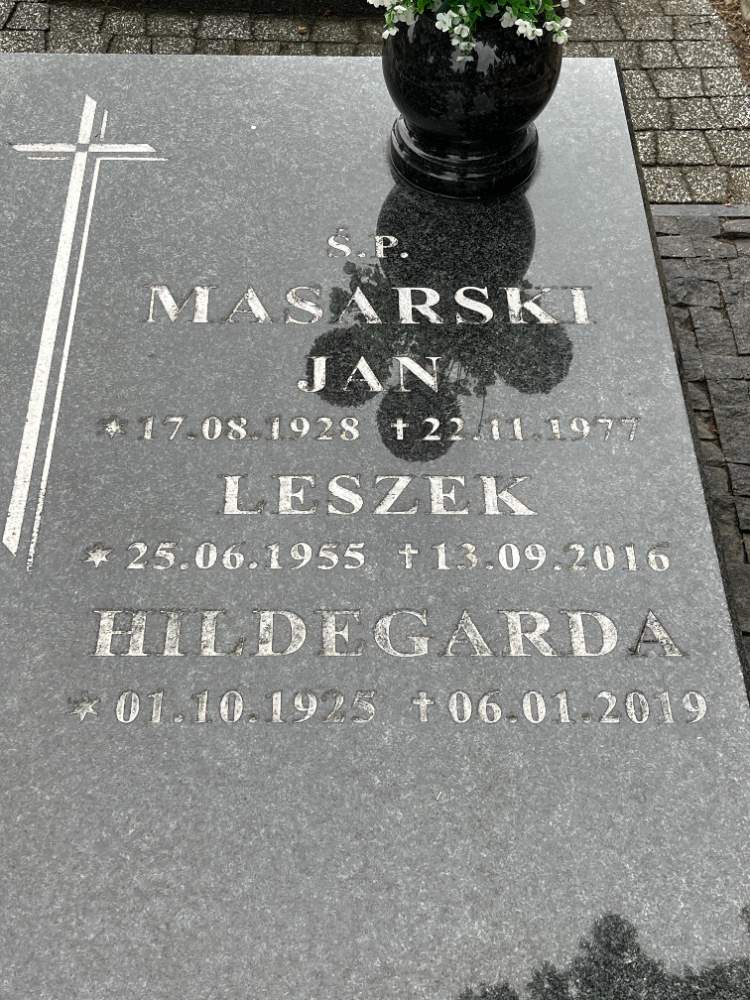 Ś.P.
MASARSKI
JAN
* 17.08.1928 ✝ 22.11.1977
LESZEK
* 25.06.1955 ✝ 13.09.2016
HILDEGARDA
* 01.10.1925 ✝ 06.01.2019